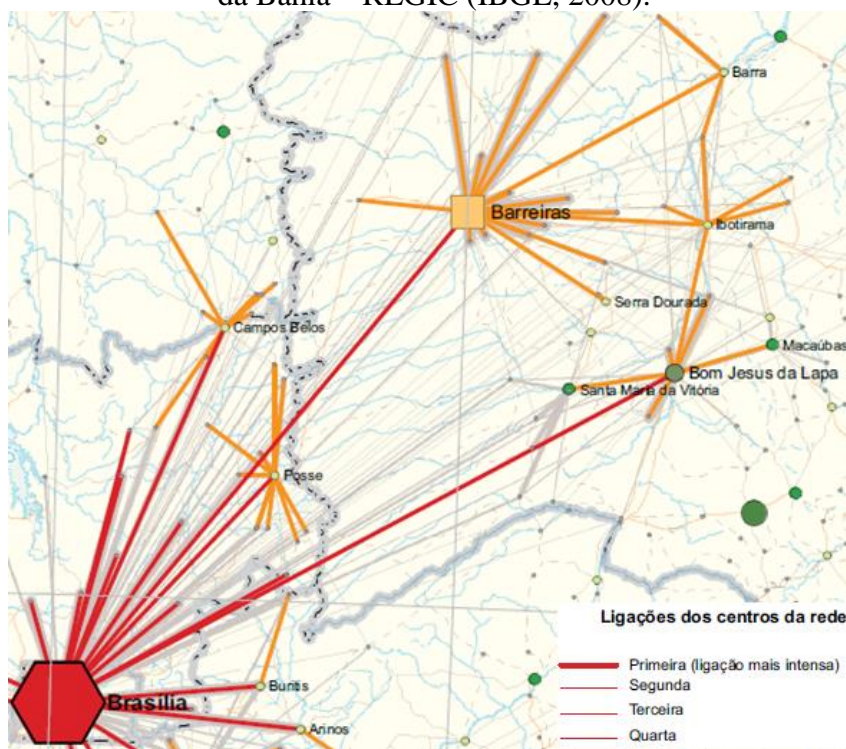 da Bahia – REGIC (IBGE, 2008).
Barra
Barreiras
Ibotirama
Serra Dourada
Campos Belos
Macaúbas
Bom Jesus da Lapa
Santa Maria da Vitória
Posse
Ligações dos centros da rede
Primeira (ligação mais intensa)
Segunda
Terceira
Quarta
Buritis
Brasília
Arinos